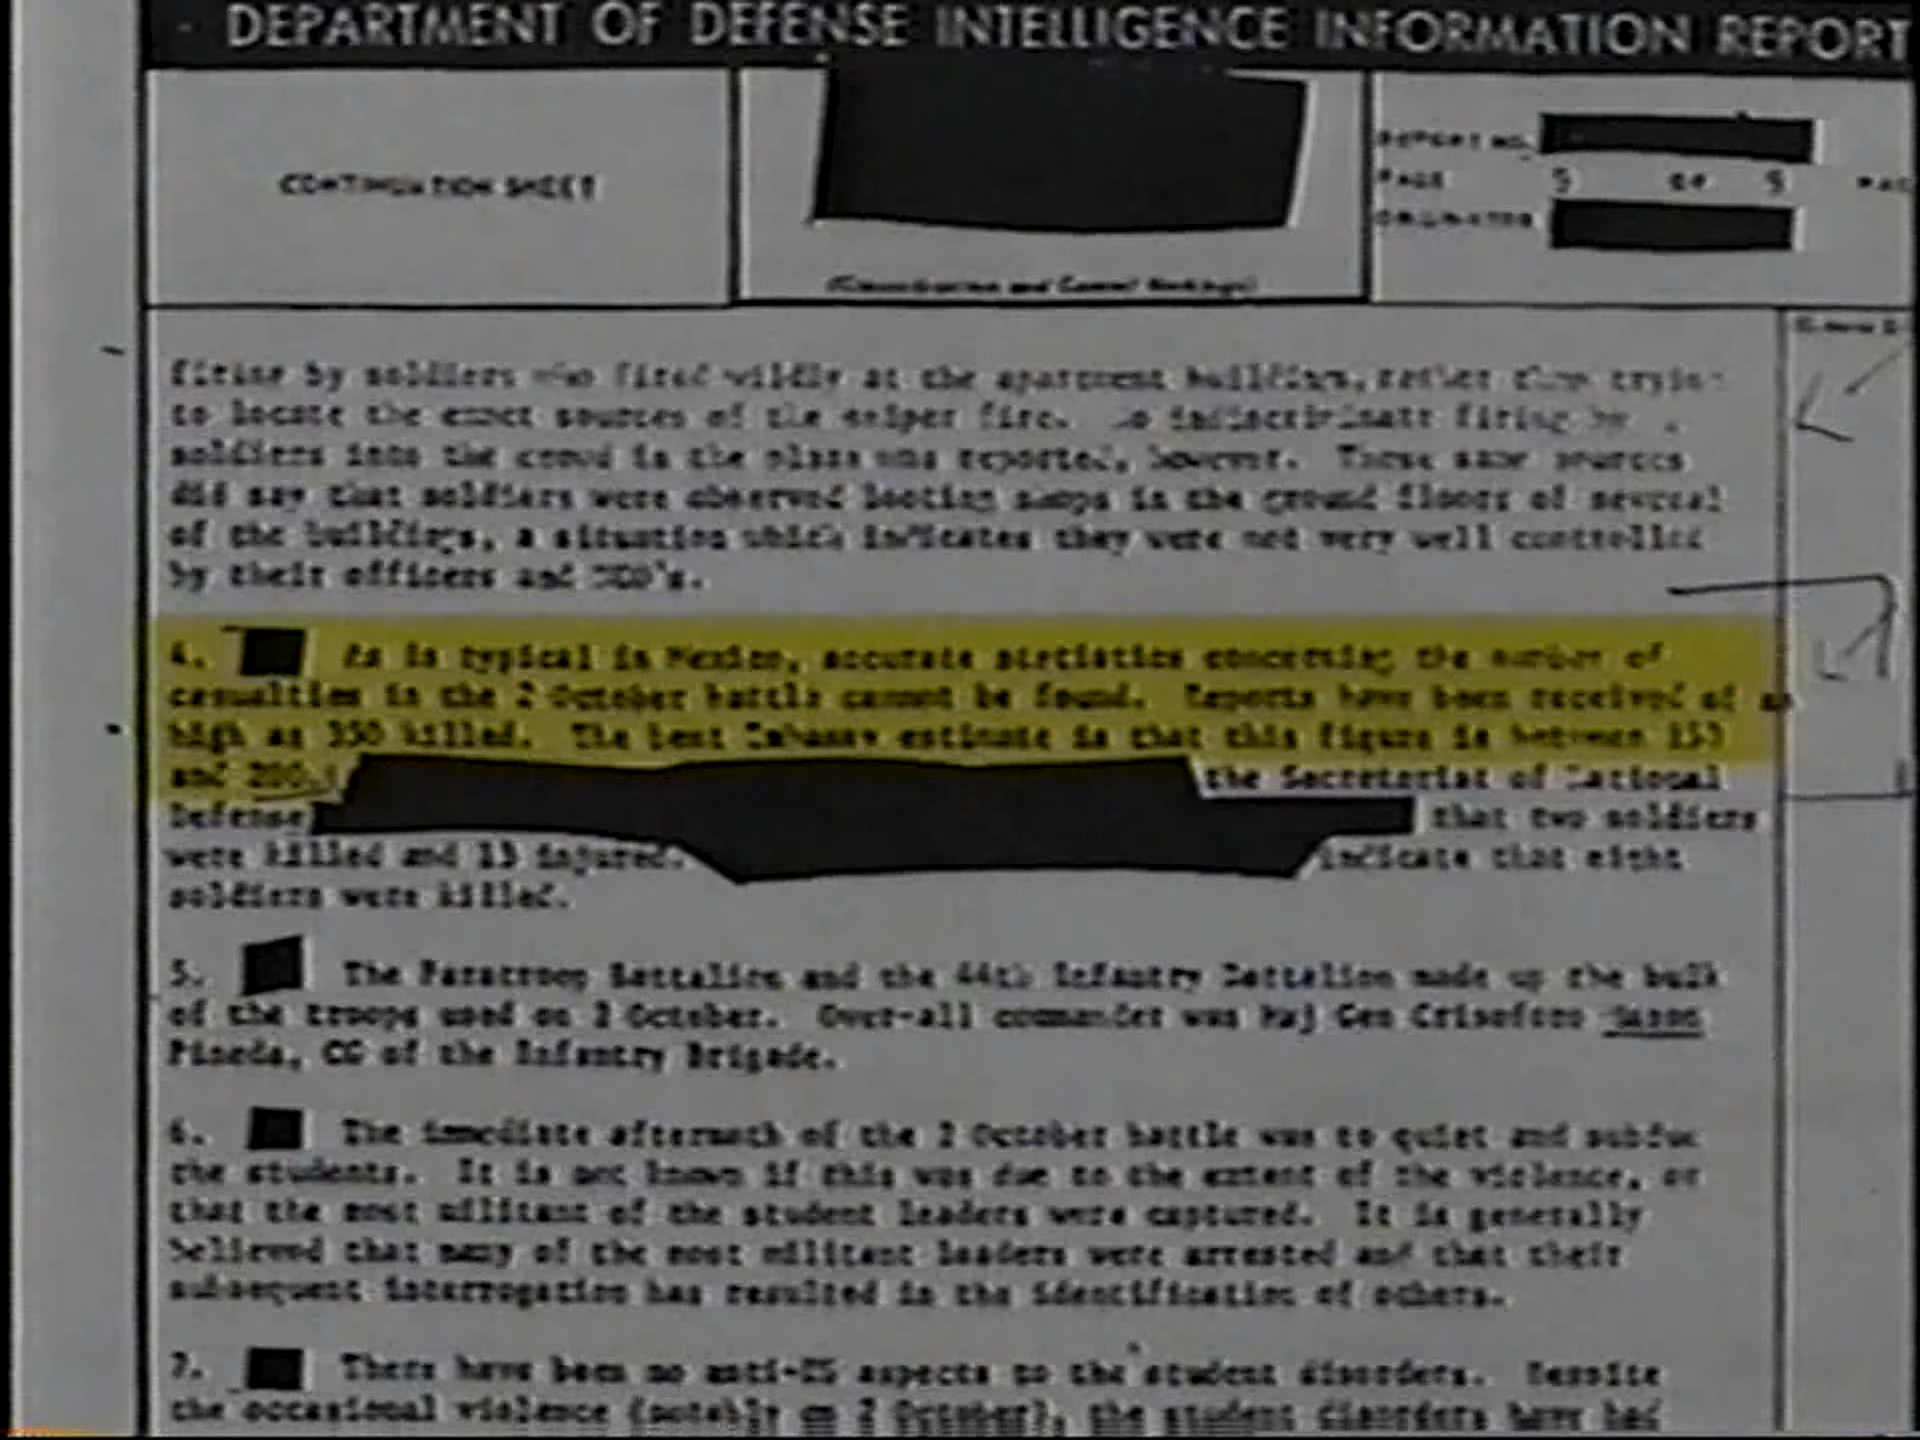 DEPARTMENT OF DEFENSE INTELLIGENCE INFORMATION REPORT
CONTINUATION SHEET
REPORT NO.
PAGE 5 OF 5
ORIGINATOR
(Classification and Control Markings)
firing by soldiers who fired wildly at the apartment buildings, rather than trying
to locate the exact sources of the sniper fire. No indiscriminate firing by
soldiers into the crowd in the plaza was reported, however. These same sources
did say that soldiers were observed looting shops in the ground floors of several
of the buildings, a situation which indicates they were not very well controlled
by their officers and NCO's.
4. As is typical in Mexico, accurate statistics concerning the number of
casualties in the 2 October battle cannot be found. Reports have been received of as
high as 350 killed. The best Embassy estimate is that this figure is between
and 200. the Secretariat of National
Defense that two soldiers
were killed and 13 injured. indicate that eight
soldiers were killed.
5. The Paratroop Battalion and the 44th Infantry Battalion made up the bulk
of the troops used on 2 October. Over-all commander was Maj Gen Crisoforo
Pineda, CG of the Infantry Brigade.
6. The immediate aftermath of the 2 October battle was to quiet and
the students. It is not known if this was due to the extent of the violence, or
that the most militant of the student leaders were captured. It is generally
believed that many of the most militant leaders were arrested and that their
subsequent interrogation has resulted in the identification of others.
7. There have been no anti-US aspects to the student disorders. Despite
the occasional violence (notably on 2 October), the student disorders have had